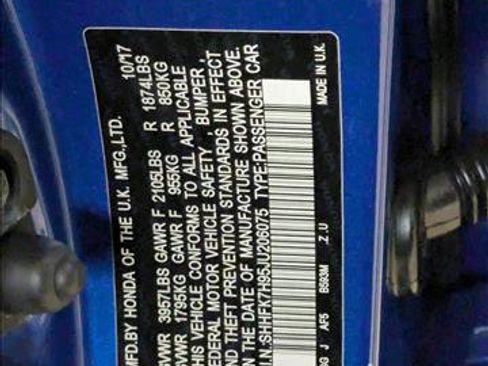 MFD.BY HONDA OF THE U.K. MFG.,LTD. 10/17
GVWR 3957LBS GAWR F 2105LBS R 1874LBS
GVWR 1795KG GAWR F 955KG R 850KG
THIS VEHICLE CONFORMS TO ALL APPLICABLE
FEDERAL MOTOR VEHICLE SAFETY , BUMPER ,
AND THEFT PREVENTION STANDARDS IN EFFECT
ON THE DATE OF MANUFACTURE SHOWN ABOVE.
V.I.N.:SHHFK7H95JU206075 TYPE:PASSENGER CAR
J AF5 B593M Z U MADE IN U.K.